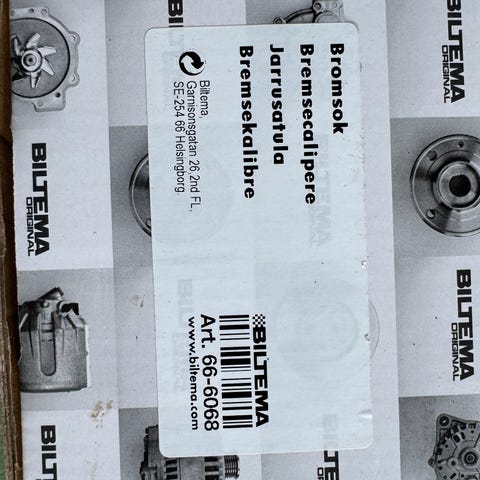 Bromsok
Bremsecalipere
Jarrusatula
Bremsekalibre
Biltema,
Garnisonsgatan 26,2nd FL,
SE-254 66 Helsingborg.
BILTEMA
Art. 66-6068
www.biltema.com
BILTEMA
ORIGINAL
BILTEMA
ORIGINAL
BILTEMA
ORIGINAL